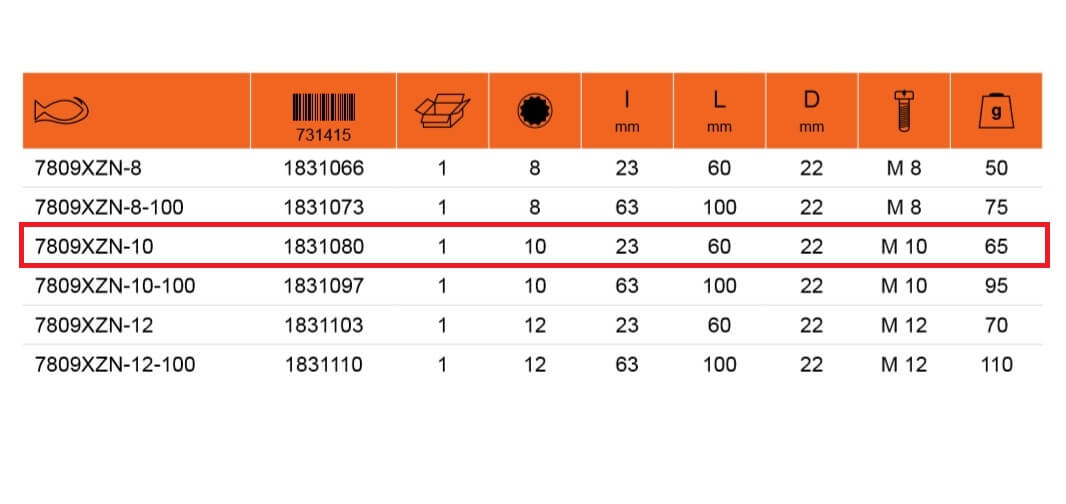 731415 l mm L mm D mm g
7809XZN-8 1831066 1 8 23 60 22 M 8 50
7809XZN-8-100 1831073 1 8 63 100 22 M 8 75
7809XZN-10 1831080 1 10 23 60 22 M 10 65
7809XZN-10-100 1831097 1 10 63 100 22 M 10 95
7809XZN-12 1831103 1 12 23 60 22 M 12 70
7809XZN-12-100 1831110 1 12 63 100 22 M 12 110